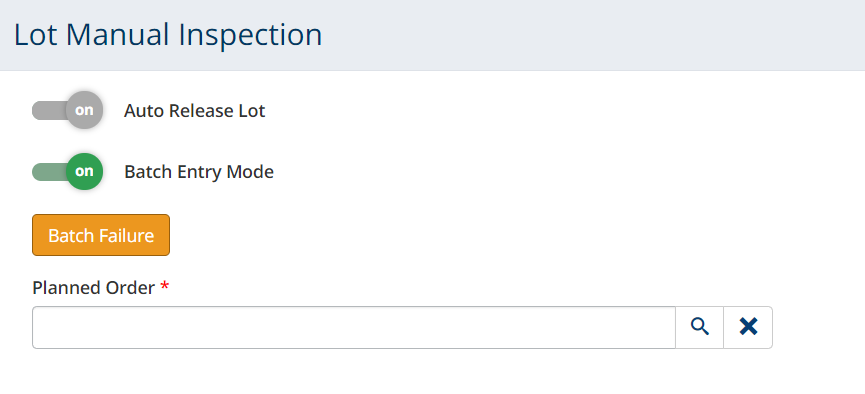 Lot Manual Inspection
on Auto Release Lot
on Batch Entry Mode
Batch Failure
Planned Order *